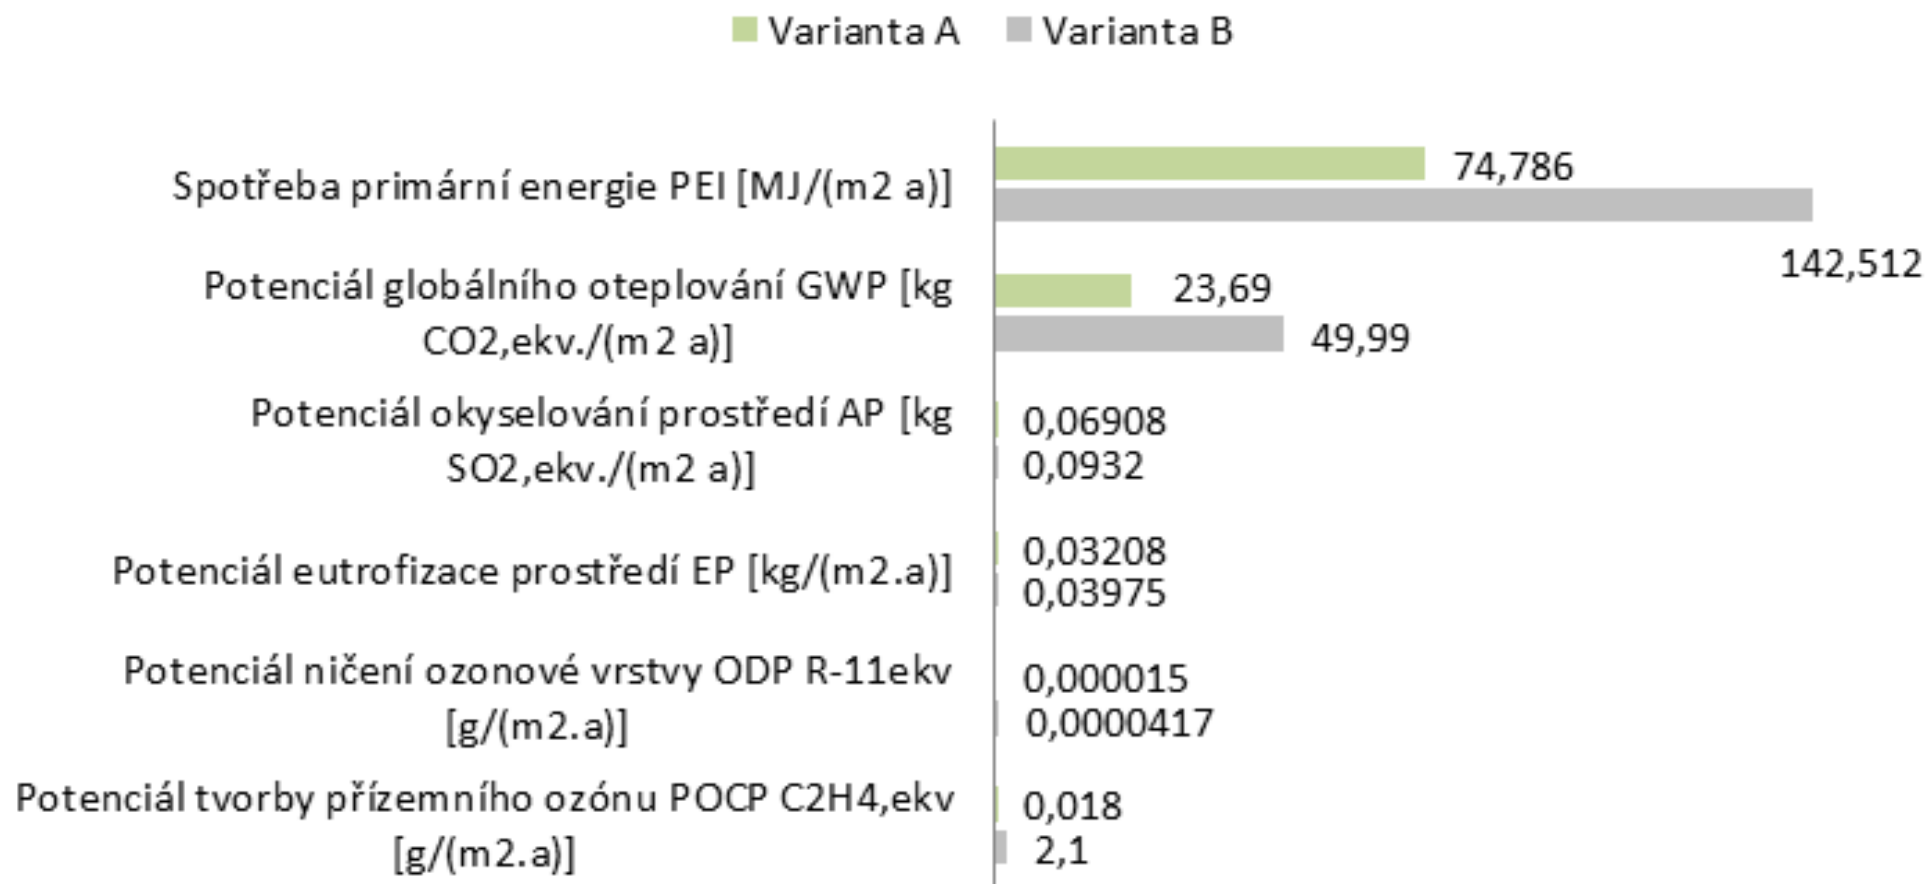 Varianta A Varianta B
Spotřeba primární energie PEI [MJ/(m2 a)]
74,786
142,512
Potenciál globálního oteplování GWP [kg
CO2,ekv./(m2 a)]
23,69
49,99
Potenciál okyselování prostředí AP [kg
SO2,ekv./(m2 a)]
0,06908
0,0932
Potenciál eutrofizace prostředí EP [kg/(m2.a)]
0,03208
0,03975
Potenciál ničení ozonové vrstvy ODP R-11ekv
[g/(m2.a)]
0,000015
0,0000417
Potenciál tvorby přízemního ozónu POCP C2H4,ekv
[g/(m2.a)]
0,018
2,1